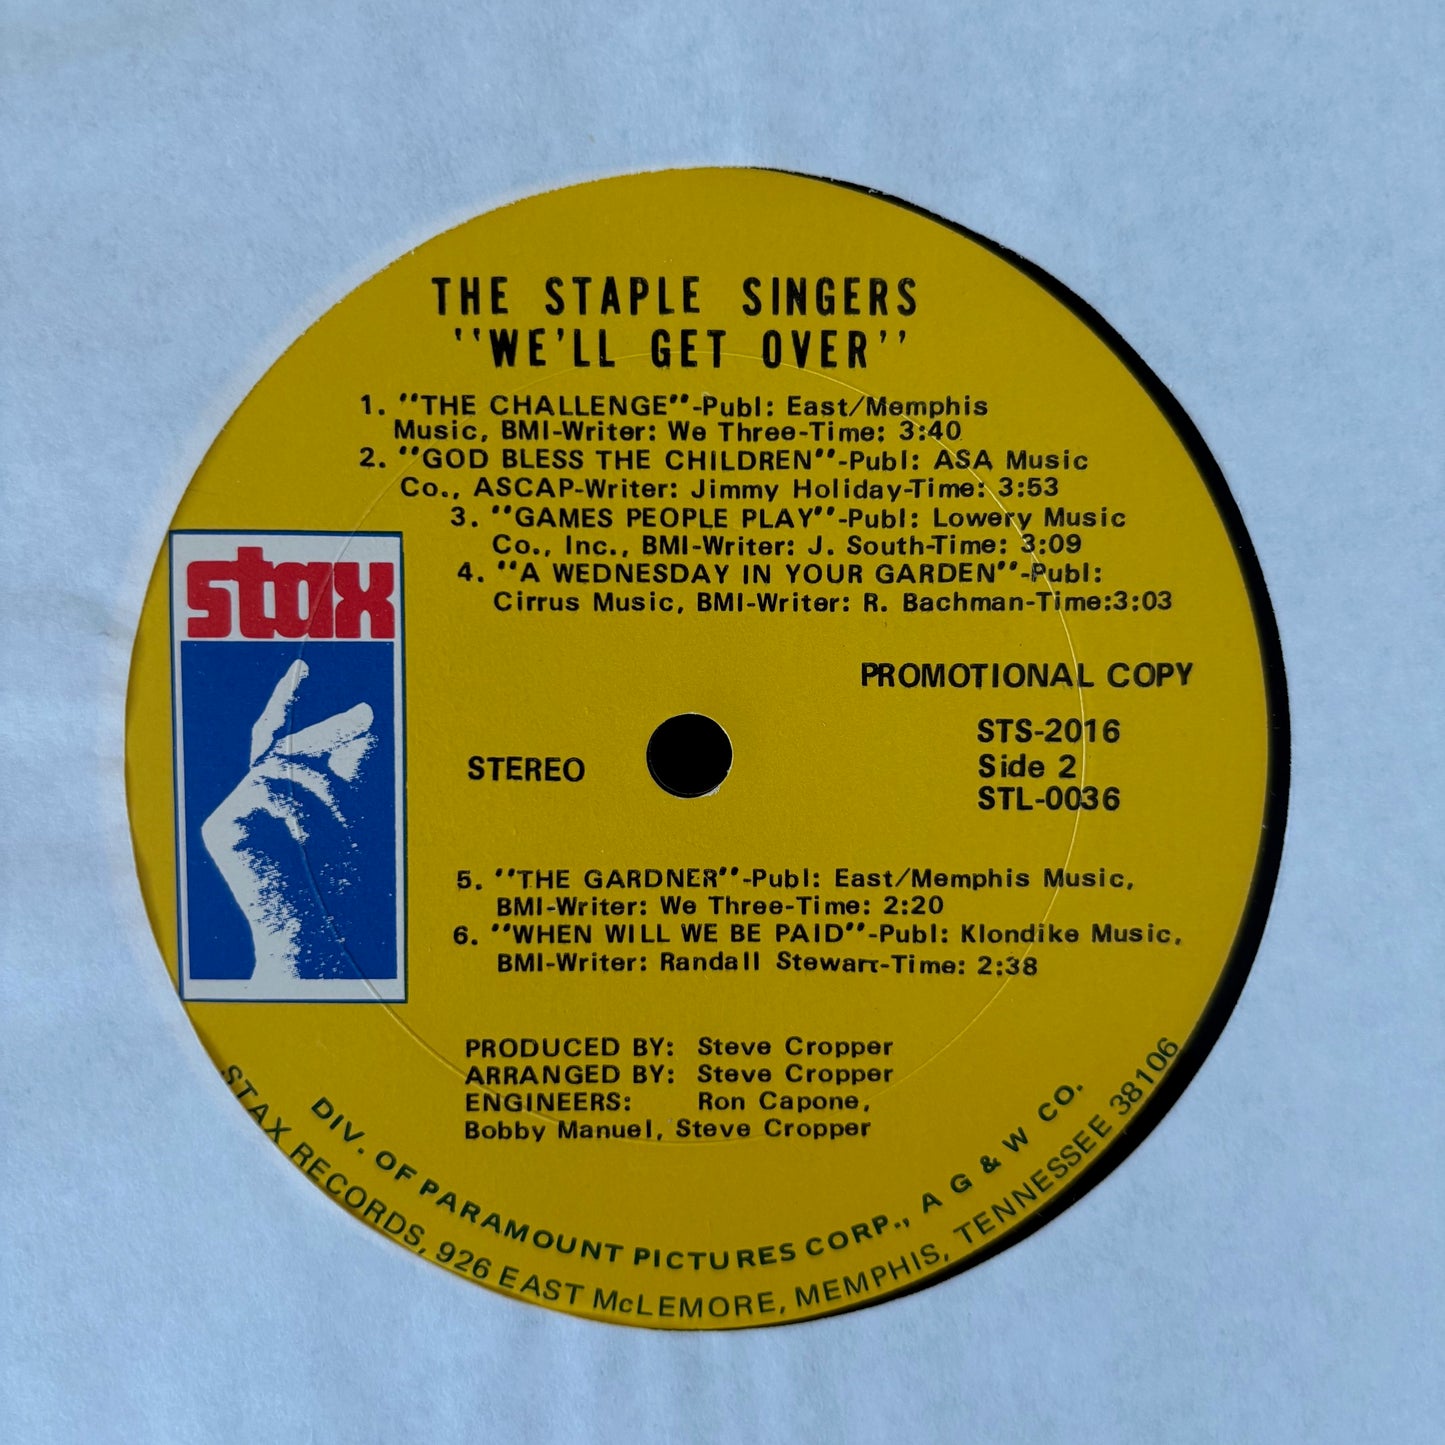 THE STAPLE SINGERS
"WE'LL GET OVER"
1. "THE CHALLENGE"-Publ: East/Memphis
Music, BMI-Writer: We Three-Time: 3:40
2. "GOD BLESS THE CHILDREN"-Publ: ASA Music
Co., ASCAP-Writer: Jimmy Holiday-Time: 3:53
3. "GAMES PEOPLE PLAY"-Publ: Lowery Music
Co., Inc., BMI-Writer: J. South-Time: 3:09
4. "A WEDNESDAY IN YOUR GARDEN"-Publ:
Cirrus Music, BMI-Writer: R. Bachman-Time:3:03
stax
PROMOTIONAL COPY
STS-2016
STEREO
Side 2
STL-0036
5. "THE GARDNER"-Publ: East/Memphis Music,
BMI-Writer: We Three-Time: 2:20
6. "WHEN WILL WE BE PAID"-Publ: Klondike Music,
BMI-Writer: Randall Stewart-Time: 2:38
PRODUCED BY: Steve Cropper
ARRANGED BY: Steve Cropper
ENGINEERS: Ron Capone,
Bobby Manuel, Steve Cropper
DIV. OF PARAMOUNT PICTURES CORP., A G & W CO.
STAX RECORDS, 926 EAST McLEMORE, MEMPHIS, TENNESSEE 38106